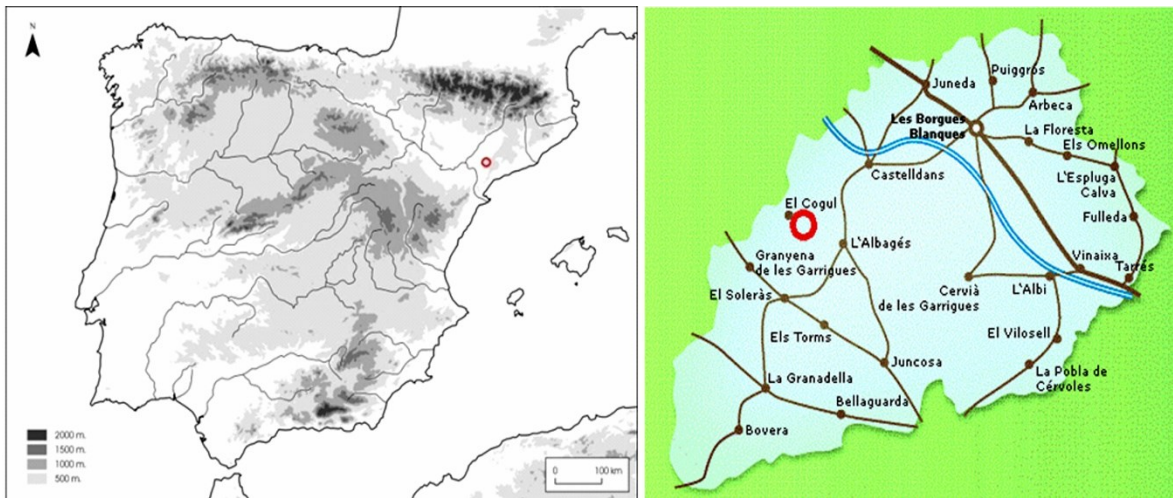 N
2000 m.
1500 m.
1000 m.
500 m.
0 100 km
Juneda
Puiggròs
Arbeca
Les Borgues
Blanques
La Floresta
Els Omellons
Castelldans
L'Espluga
Calva
El Cogul
Fulleda
L'Albagés
Granyena
de les Garrigues
Vinaixa
Tarrés
El Soleràs
Cervià
de les Garrigues
L'Albi
Els Torms
El Vilosell
Juncosa
La Granadella
La Pobla de
Cérvoles
Bellaguarda
Bovera